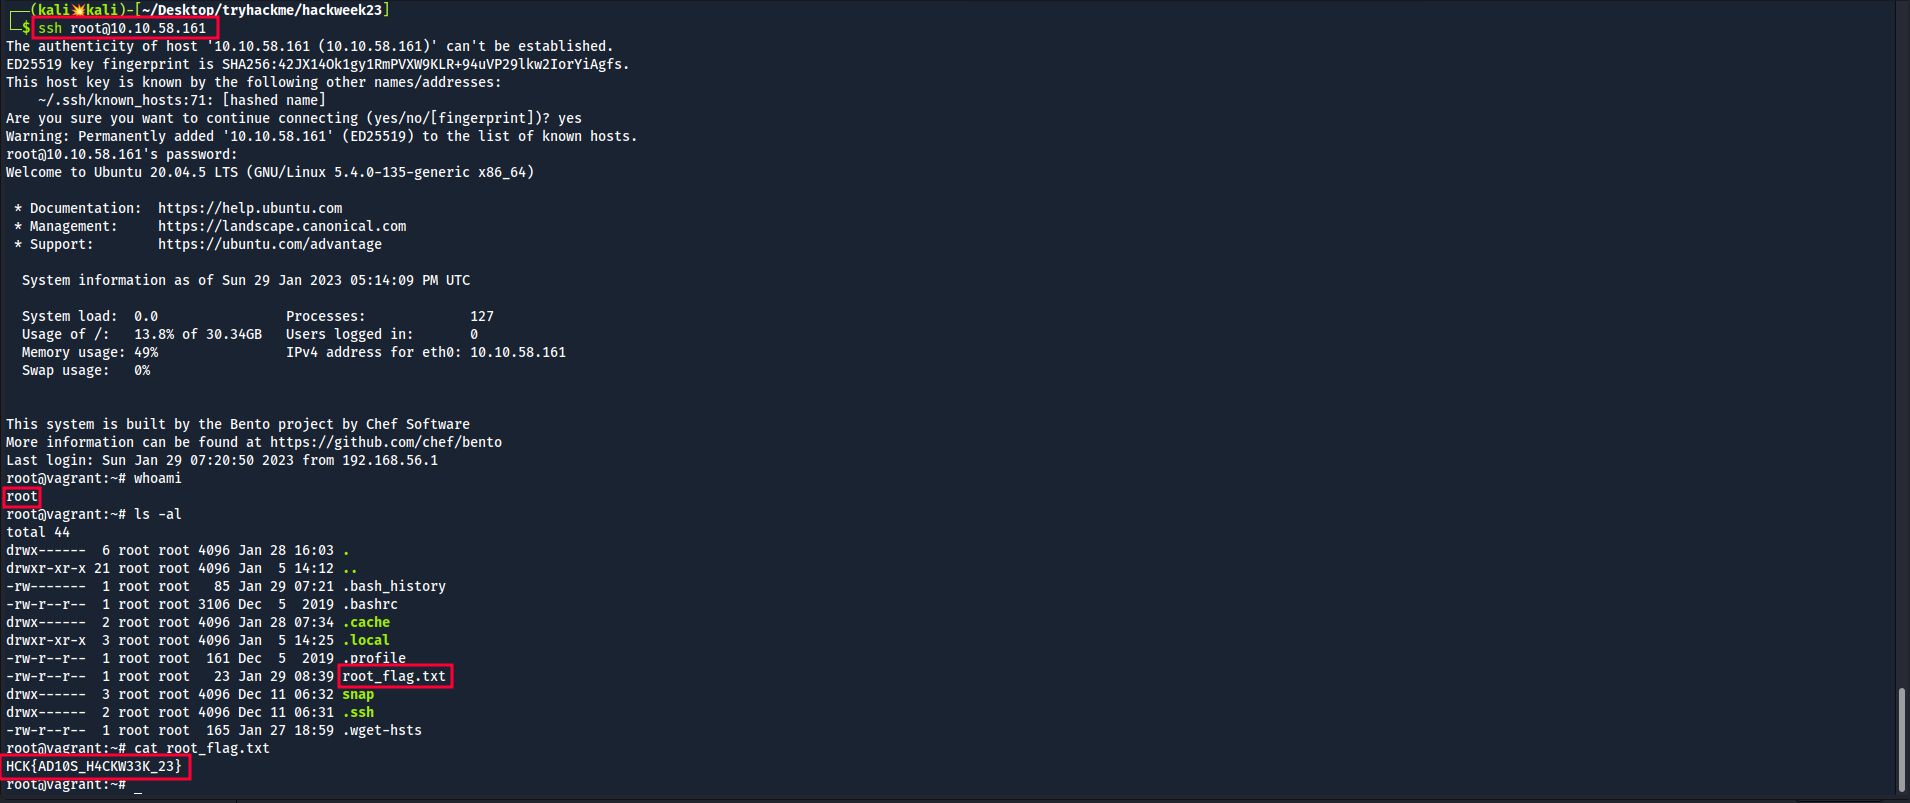 ┌──(kali💥kali)-[~/Desktop/tryhackme/hackweek23]
└─$ ssh root@10.10.58.161
The authenticity of host '10.10.58.161 (10.10.58.161)' can't be established.
ED25519 key fingerprint is SHA256:42JX14Ok1gy1RmPVXW9KLR+94uVP29lkw2IorYiAgfs.
This host key is known by the following other names/addresses:
    ~/.ssh/known_hosts:71: [hashed name]
Are you sure you want to continue connecting (yes/no/[fingerprint])? yes
Warning: Permanently added '10.10.58.161' (ED25519) to the list of known hosts.
root@10.10.58.161's password:
Welcome to Ubuntu 20.04.5 LTS (GNU/Linux 5.4.0-135-generic x86_64)

 * Documentation:  https://help.ubuntu.com
 * Management:     https://landscape.canonical.com
 * Support:        https://ubuntu.com/advantage

  System information as of Sun 29 Jan 2023 05:14:09 PM UTC

  System load:  0.0                Processes:             127
  Usage of /:   13.8% of 30.34GB   Users logged in:       0
  Memory usage: 49%                IPv4 address for eth0: 10.10.58.161
  Swap usage:   0%

This system is built by the Bento project by Chef Software
More information can be found at https://github.com/chef/bento
Last login: Sun Jan 29 07:20:50 2023 from 192.168.56.1
root@vagrant:~# whoami
root
root@vagrant:~# ls -al
total 44
drwx------  6 root root 4096 Jan 28 16:03 .
drwxr-xr-x 21 root root 4096 Jan  5 14:12 ..
-rw-------  1 root root   85 Jan 29 07:21 .bash_history
-rw-r--r--  1 root root 3106 Dec  5  2019 .bashrc
drwx------  2 root root 4096 Jan 28 07:34 .cache
drwxr-xr-x  3 root root 4096 Jan  5 14:25 .local
-rw-r--r--  1 root root  161 Dec  5  2019 .profile
-rw-r--r--  1 root root   23 Jan 29 08:39 root_flag.txt
drwx------  3 root root 4096 Dec 11 06:32 snap
drwx------  2 root root 4096 Dec 11 06:31 .ssh
-rw-r--r--  1 root root  165 Jan 27 18:59 .wget-hsts
root@vagrant:~# cat root_flag.txt
HCK{AD10S_H4CKW33K_23}
root@vagrant:~# _